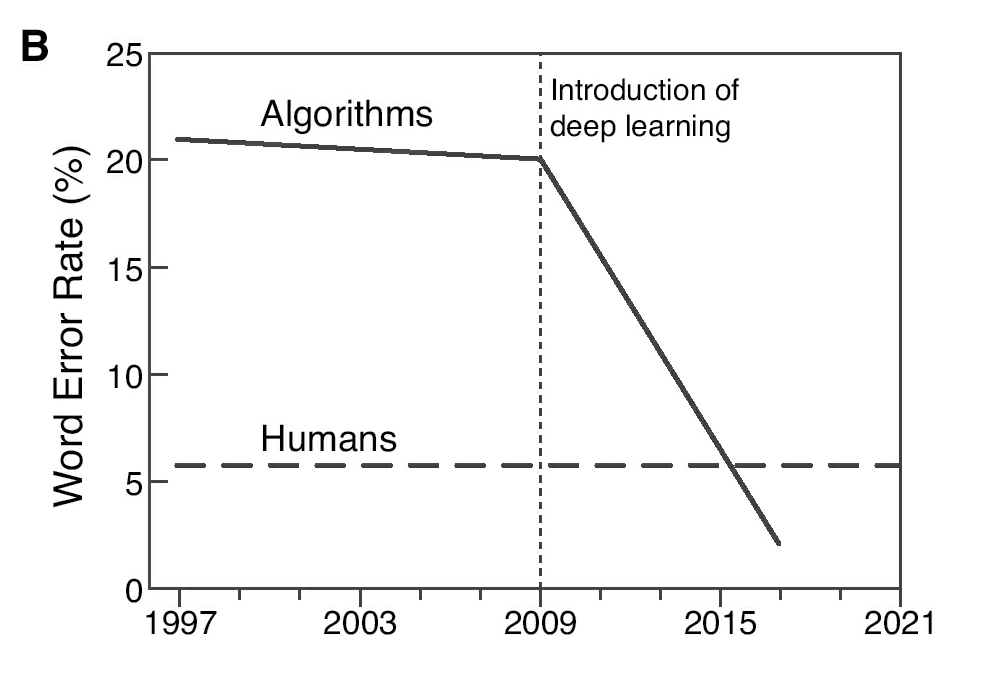 B
25
Introduction of
deep learning
Algorithms
20
Word Error Rate (%)
15
10
Humans
5
0
1997 2003 2009 2015 2021